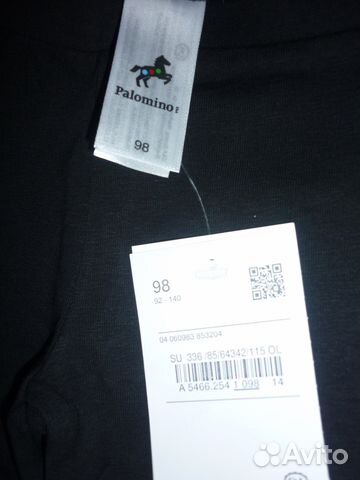 Palomino
98
98
92-140
04 060983 853204
SU 336 /85/64342/115 OL
A 5466.254 1 098 14
Avito